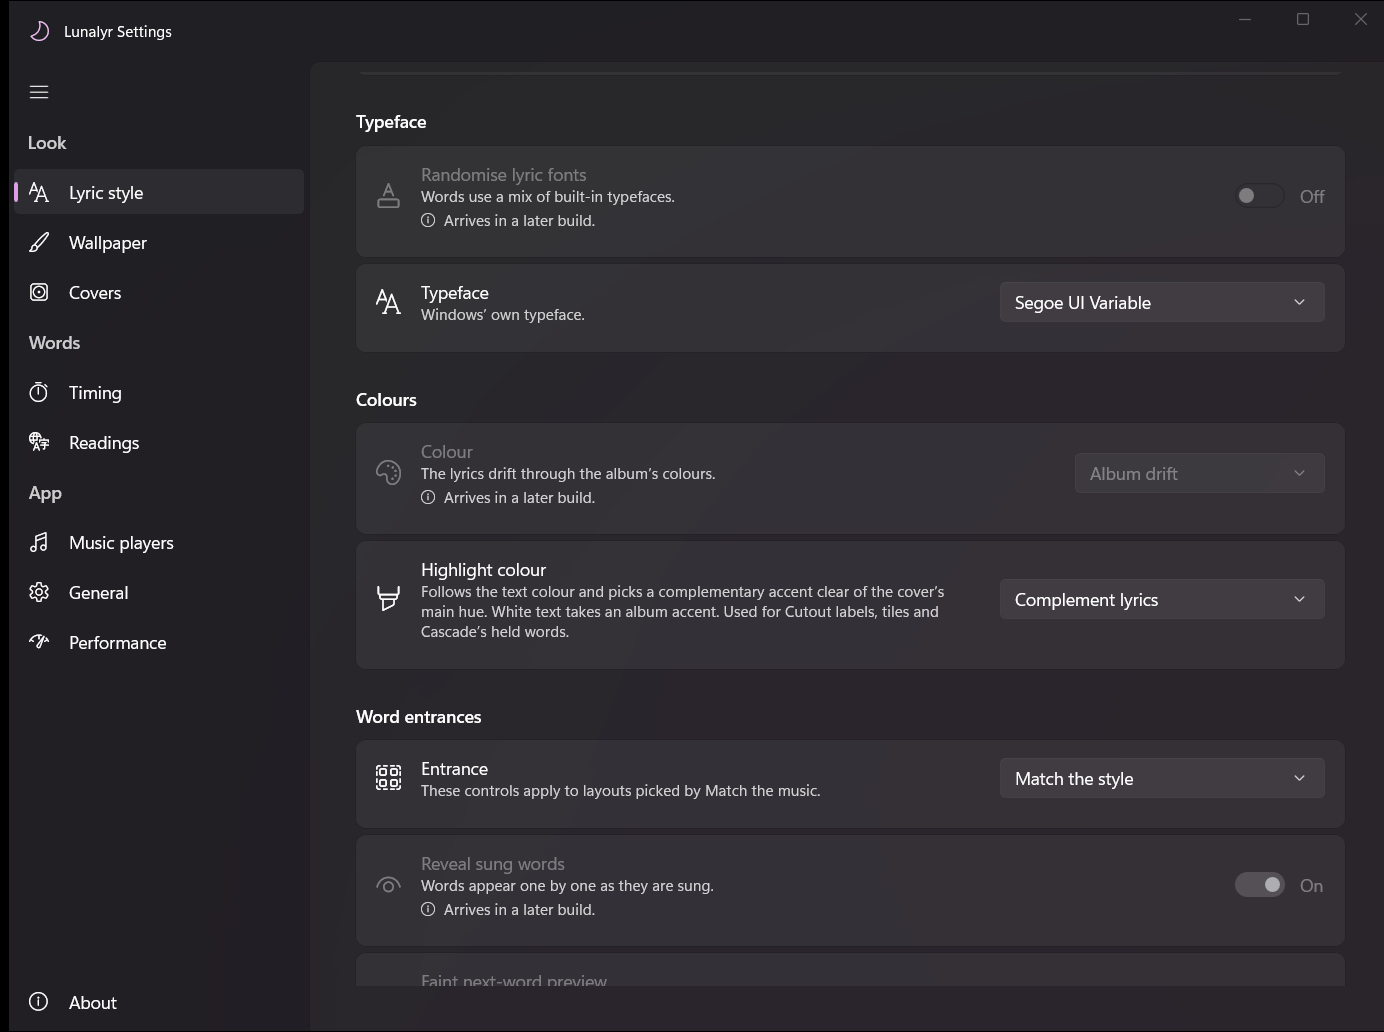 Lunalyr Settings
Look
Lyric style
Wallpaper
Covers
Words
Timing
Readings
App
Music players
General
Performance
About
Typeface
Randomise lyric fonts
Words use a mix of built-in typefaces.
Arrives in a later build.
Off
Typeface
Windows’ own typeface.
Segoe UI Variable
Colours
Colour
The lyrics drift through the album’s colours.
Arrives in a later build.
Album drift
Highlight colour
Follows the text colour and picks a complementary accent clear of the cover’s
main hue. White text takes an album accent. Used for Cutout labels, tiles and
Cascade’s held words.
Complement lyrics
Word entrances
Entrance
These controls apply to layouts picked by Match the music.
Match the style
Reveal sung words
Words appear one by one as they are sung.
Arrives in a later build.
On
Faint next-word preview